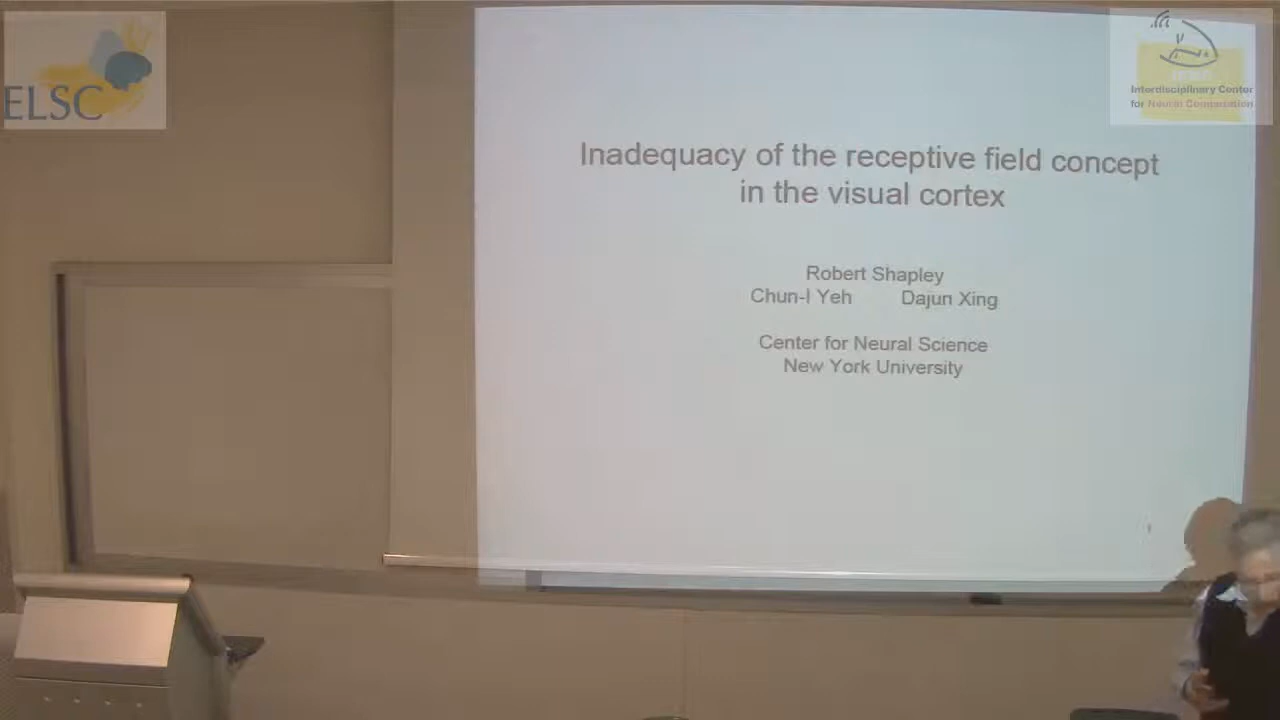 ELSC
Interdisciplinary Center
for Neural Computation
Inadequacy of the receptive field concept
in the visual cortex
Robert Shapley
Chun-I Yeh Dajun Xing
Center for Neural Science
New York University